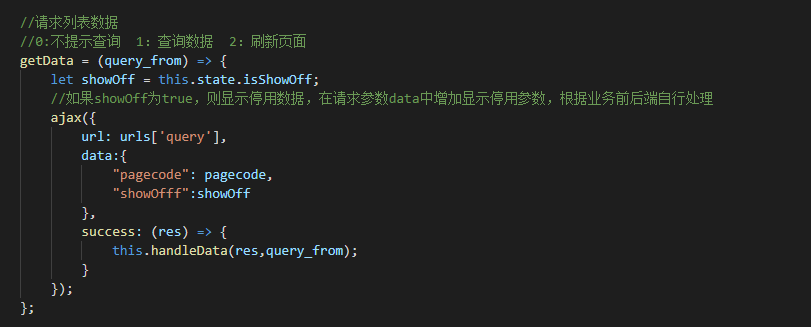 //请求列表数据
//0:不提示查询  1: 查询数据  2: 刷新页面
getData = (query_from) => {
    let showOff = this.state.isShowOff;
    //如果showOff为true，则显示停用数据，在请求参数data中增加显示停用参数，根据业务前后端自行处理
    ajax({
        url: urls['query'],
        data:{
            "pagecode": pagecode,
            "showOfff":showOff
        },
        success: (res) => {
            this.handleData(res,query_from);
        }
    });
};